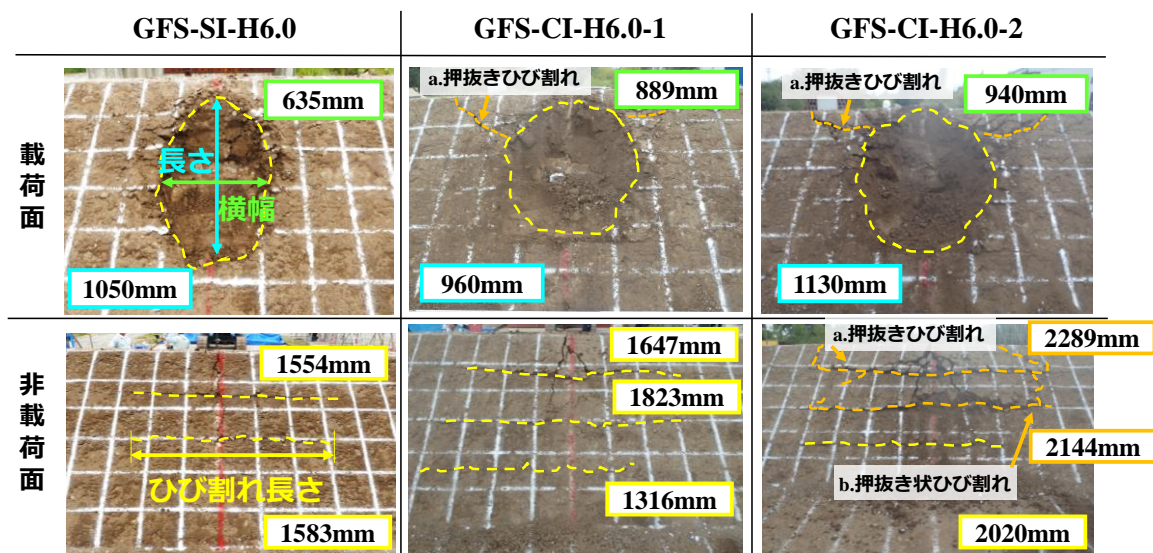 GFS-SI-H6.0
GFS-CI-H6.0-1
GFS-CI-H6.0-2
載荷面
635mm
長さ
横幅
1050mm
a.押抜きひび割れ
889mm
960mm
a.押抜きひび割れ
940mm
1130mm
非載荷面
1554mm
ひび割れ長さ
1583mm
1647mm
1823mm
1316mm
a.押抜きひび割れ
2289mm
2144mm
b.押抜き状ひび割れ
2020mm